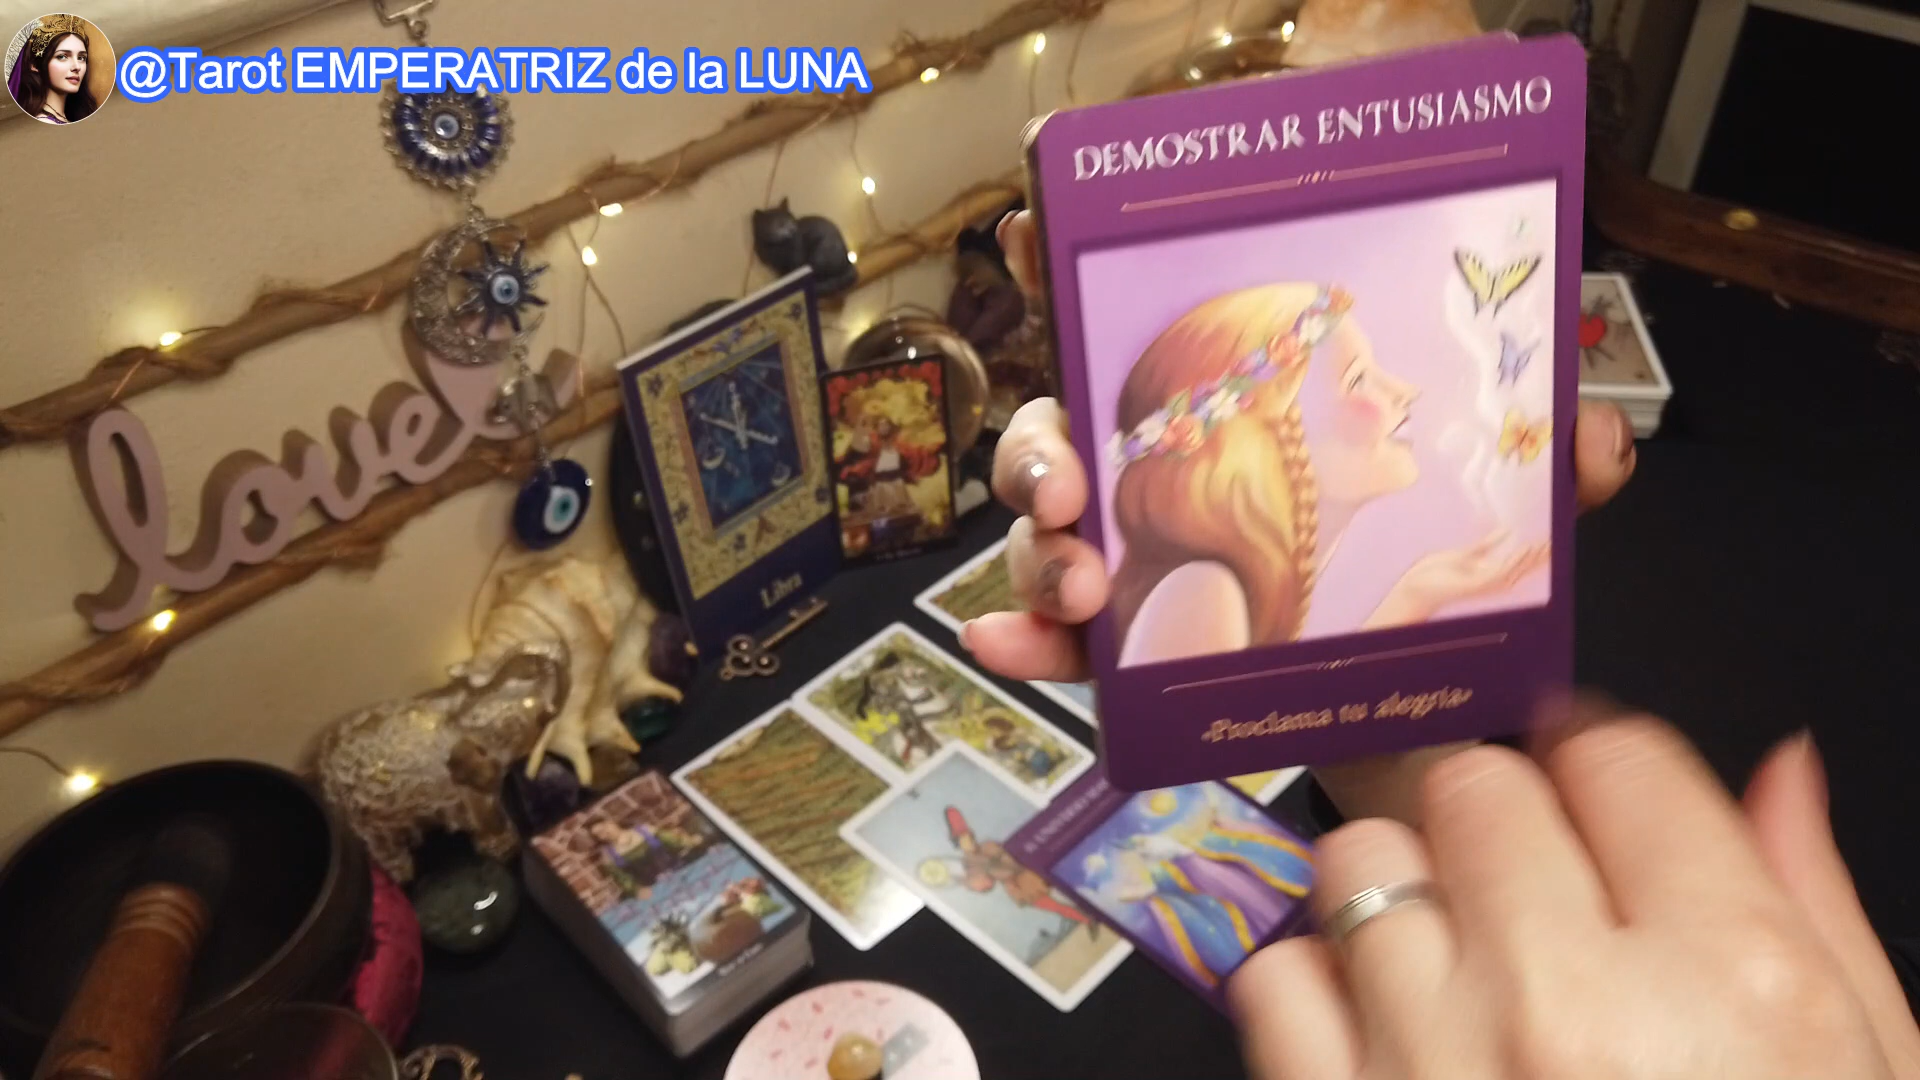 @Tarot EMPERATRIZ de la LUNA
DEMOSTRAR ENTUSIASMO
«Proclama tu alegría»
love
Libra